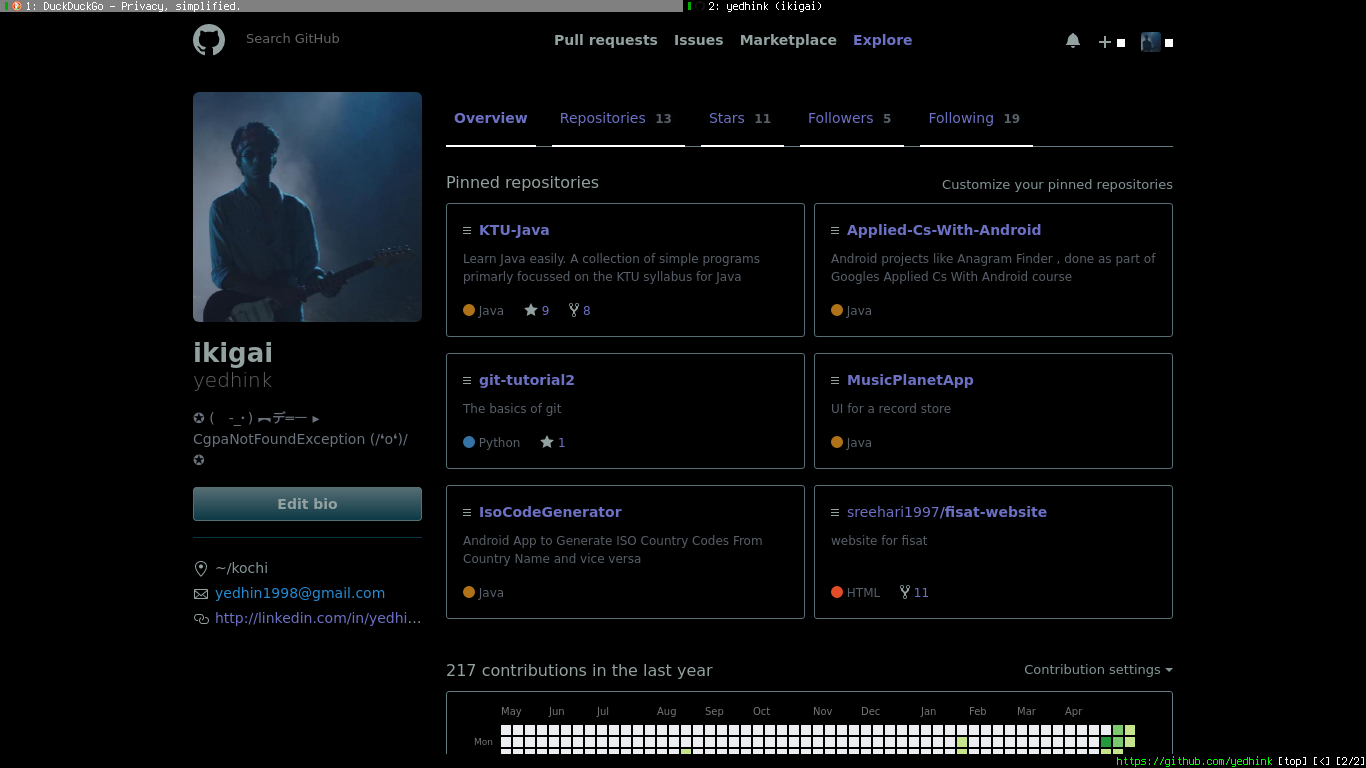 1: DuckDuckGo — Privacy, simplified.
2: yedhink (ikigai)
Search GitHub
Pull requests Issues Marketplace Explore
Overview Repositories 13 Stars 11 Followers 5 Following 19
ikigai
yedhink
✪ ( ˗_˗) ︻デ═一 ▸
CgpaNotFoundException (/❛o❛)/
✪
Edit bio
~/kochi
yedhin1998@gmail.com
http://linkedin.com/in/yedhi…
Pinned repositories
Customize your pinned repositories
KTU-Java
Learn Java easily. A collection of simple programs
primarly focussed on the KTU syllabus for Java
Java 9 8
Applied-Cs-With-Android
Android projects like Anagram Finder , done as part of
Googles Applied Cs With Android course
Java
git-tutorial2
The basics of git
Python 1
MusicPlanetApp
UI for a record store
Java
IsoCodeGenerator
Android App to Generate ISO Country Codes From
Country Name and vice versa
Java
sreehari1997/fisat-website
website for fisat
HTML 11
217 contributions in the last year
Contribution settings
May Jun Jul Aug Sep Oct Nov Dec Jan Feb Mar Apr
Mon
https://github.com/yedhink [top] [<] [2/2]